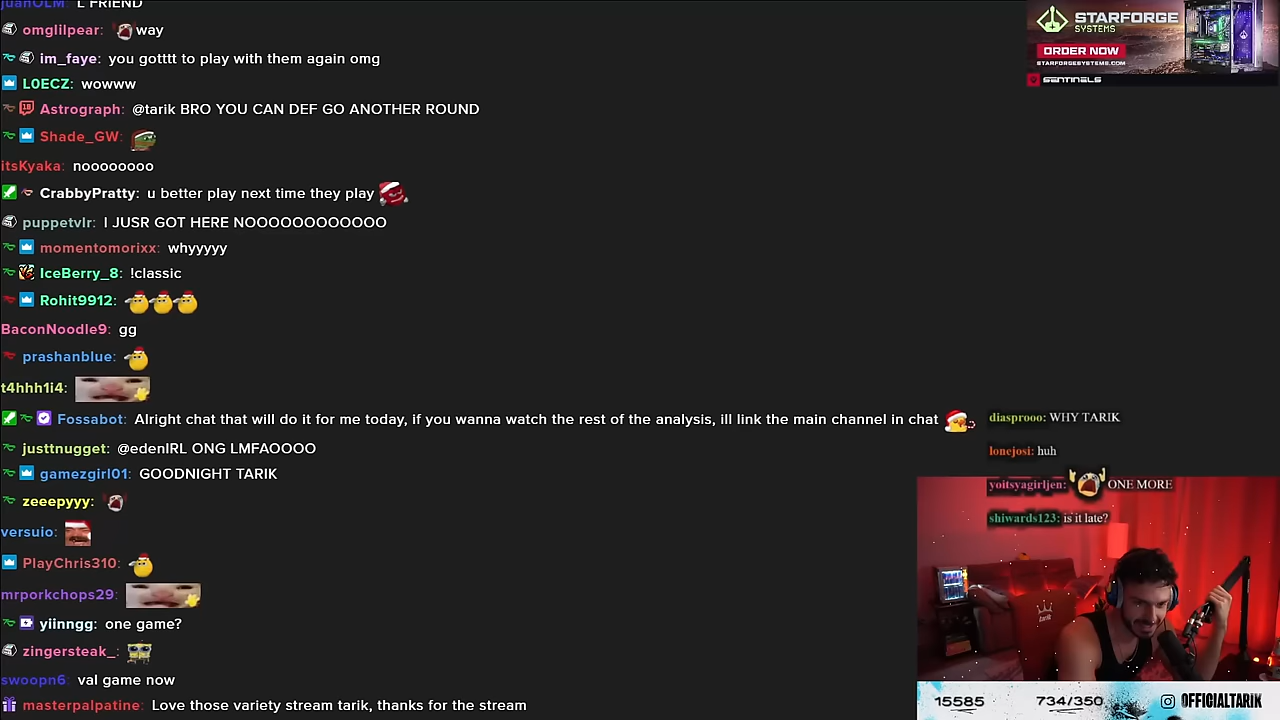 juanOLM: L FRIEND
omglilpear: way
im_faye: you gotttt to play with them again omg
L0ECZ: wowww
Astrograph: @tarik BRO YOU CAN DEF GO ANOTHER ROUND
Shade_GW:
itsKyaka: noooooooo
CrabbyPratty: u better play next time they play
puppetvlr: I JUSR GOT HERE NOOOOOOOOOOOO
momentomorixx: whyyyyy
IceBerry_8: !classic
Rohit9912:
BaconNoodle9: gg
prashanblue:
t4hhh1i4:
Fossabot: Alright chat that will do it for me today, if you wanna watch the rest of the analysis, ill link the main channel in chat
justtnugget: @edenIRL ONG LMFAOOOO
gamezgirl01: GOODNIGHT TARIK
zeeepyyy:
versuio:
PlayChris310:
mrporkchops29:
yiinngg: one game?
zingersteak_:
swoopn6: val game now
masterpalpatine: Love those veriety stream tarik, thanks for the stream
STARFORGE
SYSTEMS
ORDER NOW
STARFORGESYSTEMS.COM
SENTINELS
diasprooo: WHY TARIK
lonejosi: huh
yoitsyagirljen: ONE MORE
shiwards123: is it late?
tarik
15585
734/350
OFFICIALTARIK